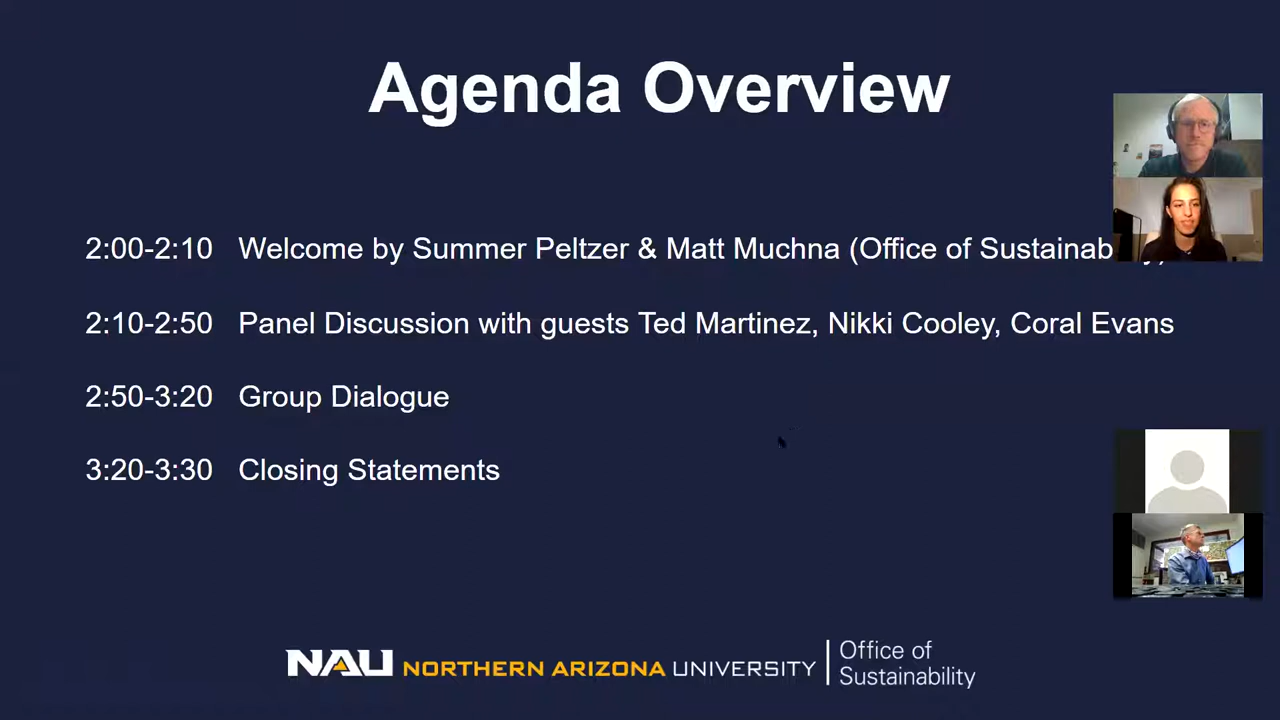 Agenda Overview
2:00-2:10 Welcome by Summer Peltzer & Matt Muchna (Office of Sustainab
2:10-2:50 Panel Discussion with guests Ted Martinez, Nikki Cooley, Coral Evans
2:50-3:20 Group Dialogue
3:20-3:30 Closing Statements
NAU NORTHERN ARIZONA UNIVERSITY
Office of
Sustainability